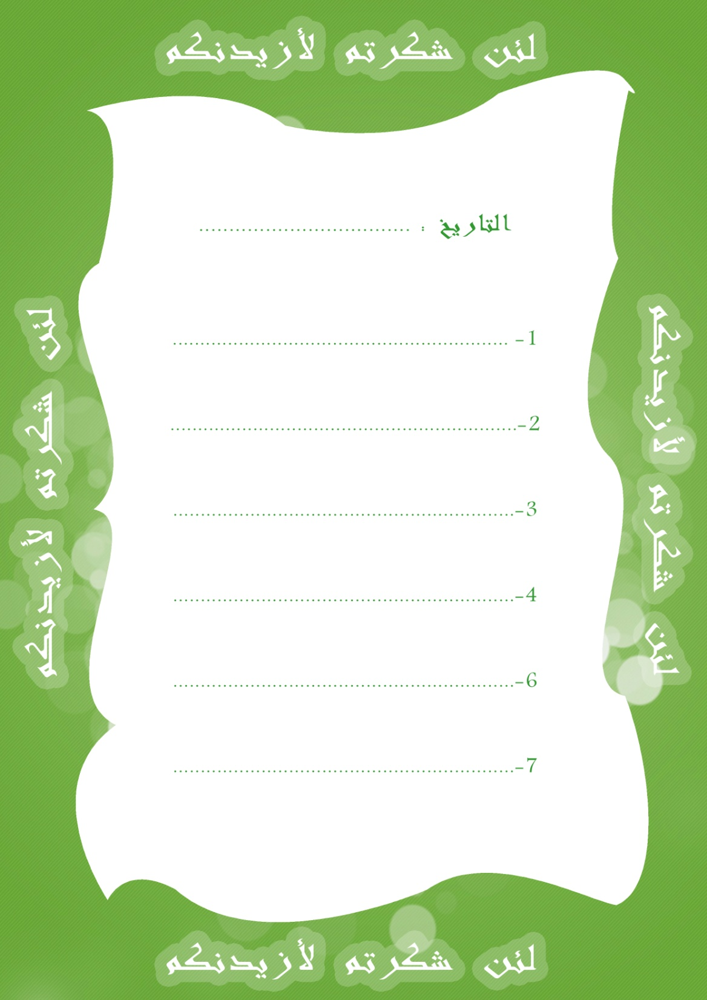 لئن شكرتم لأزيدنكم
التاريخ : ...................................
1- ........................................................
2-..........................................................
3-.........................................................
4-.........................................................
6-.........................................................
7-.........................................................
لئن شكرتم لأزيدنكم
لئن شكرتم لأزيدنكم
لئن شكرتم لأزيدنكم